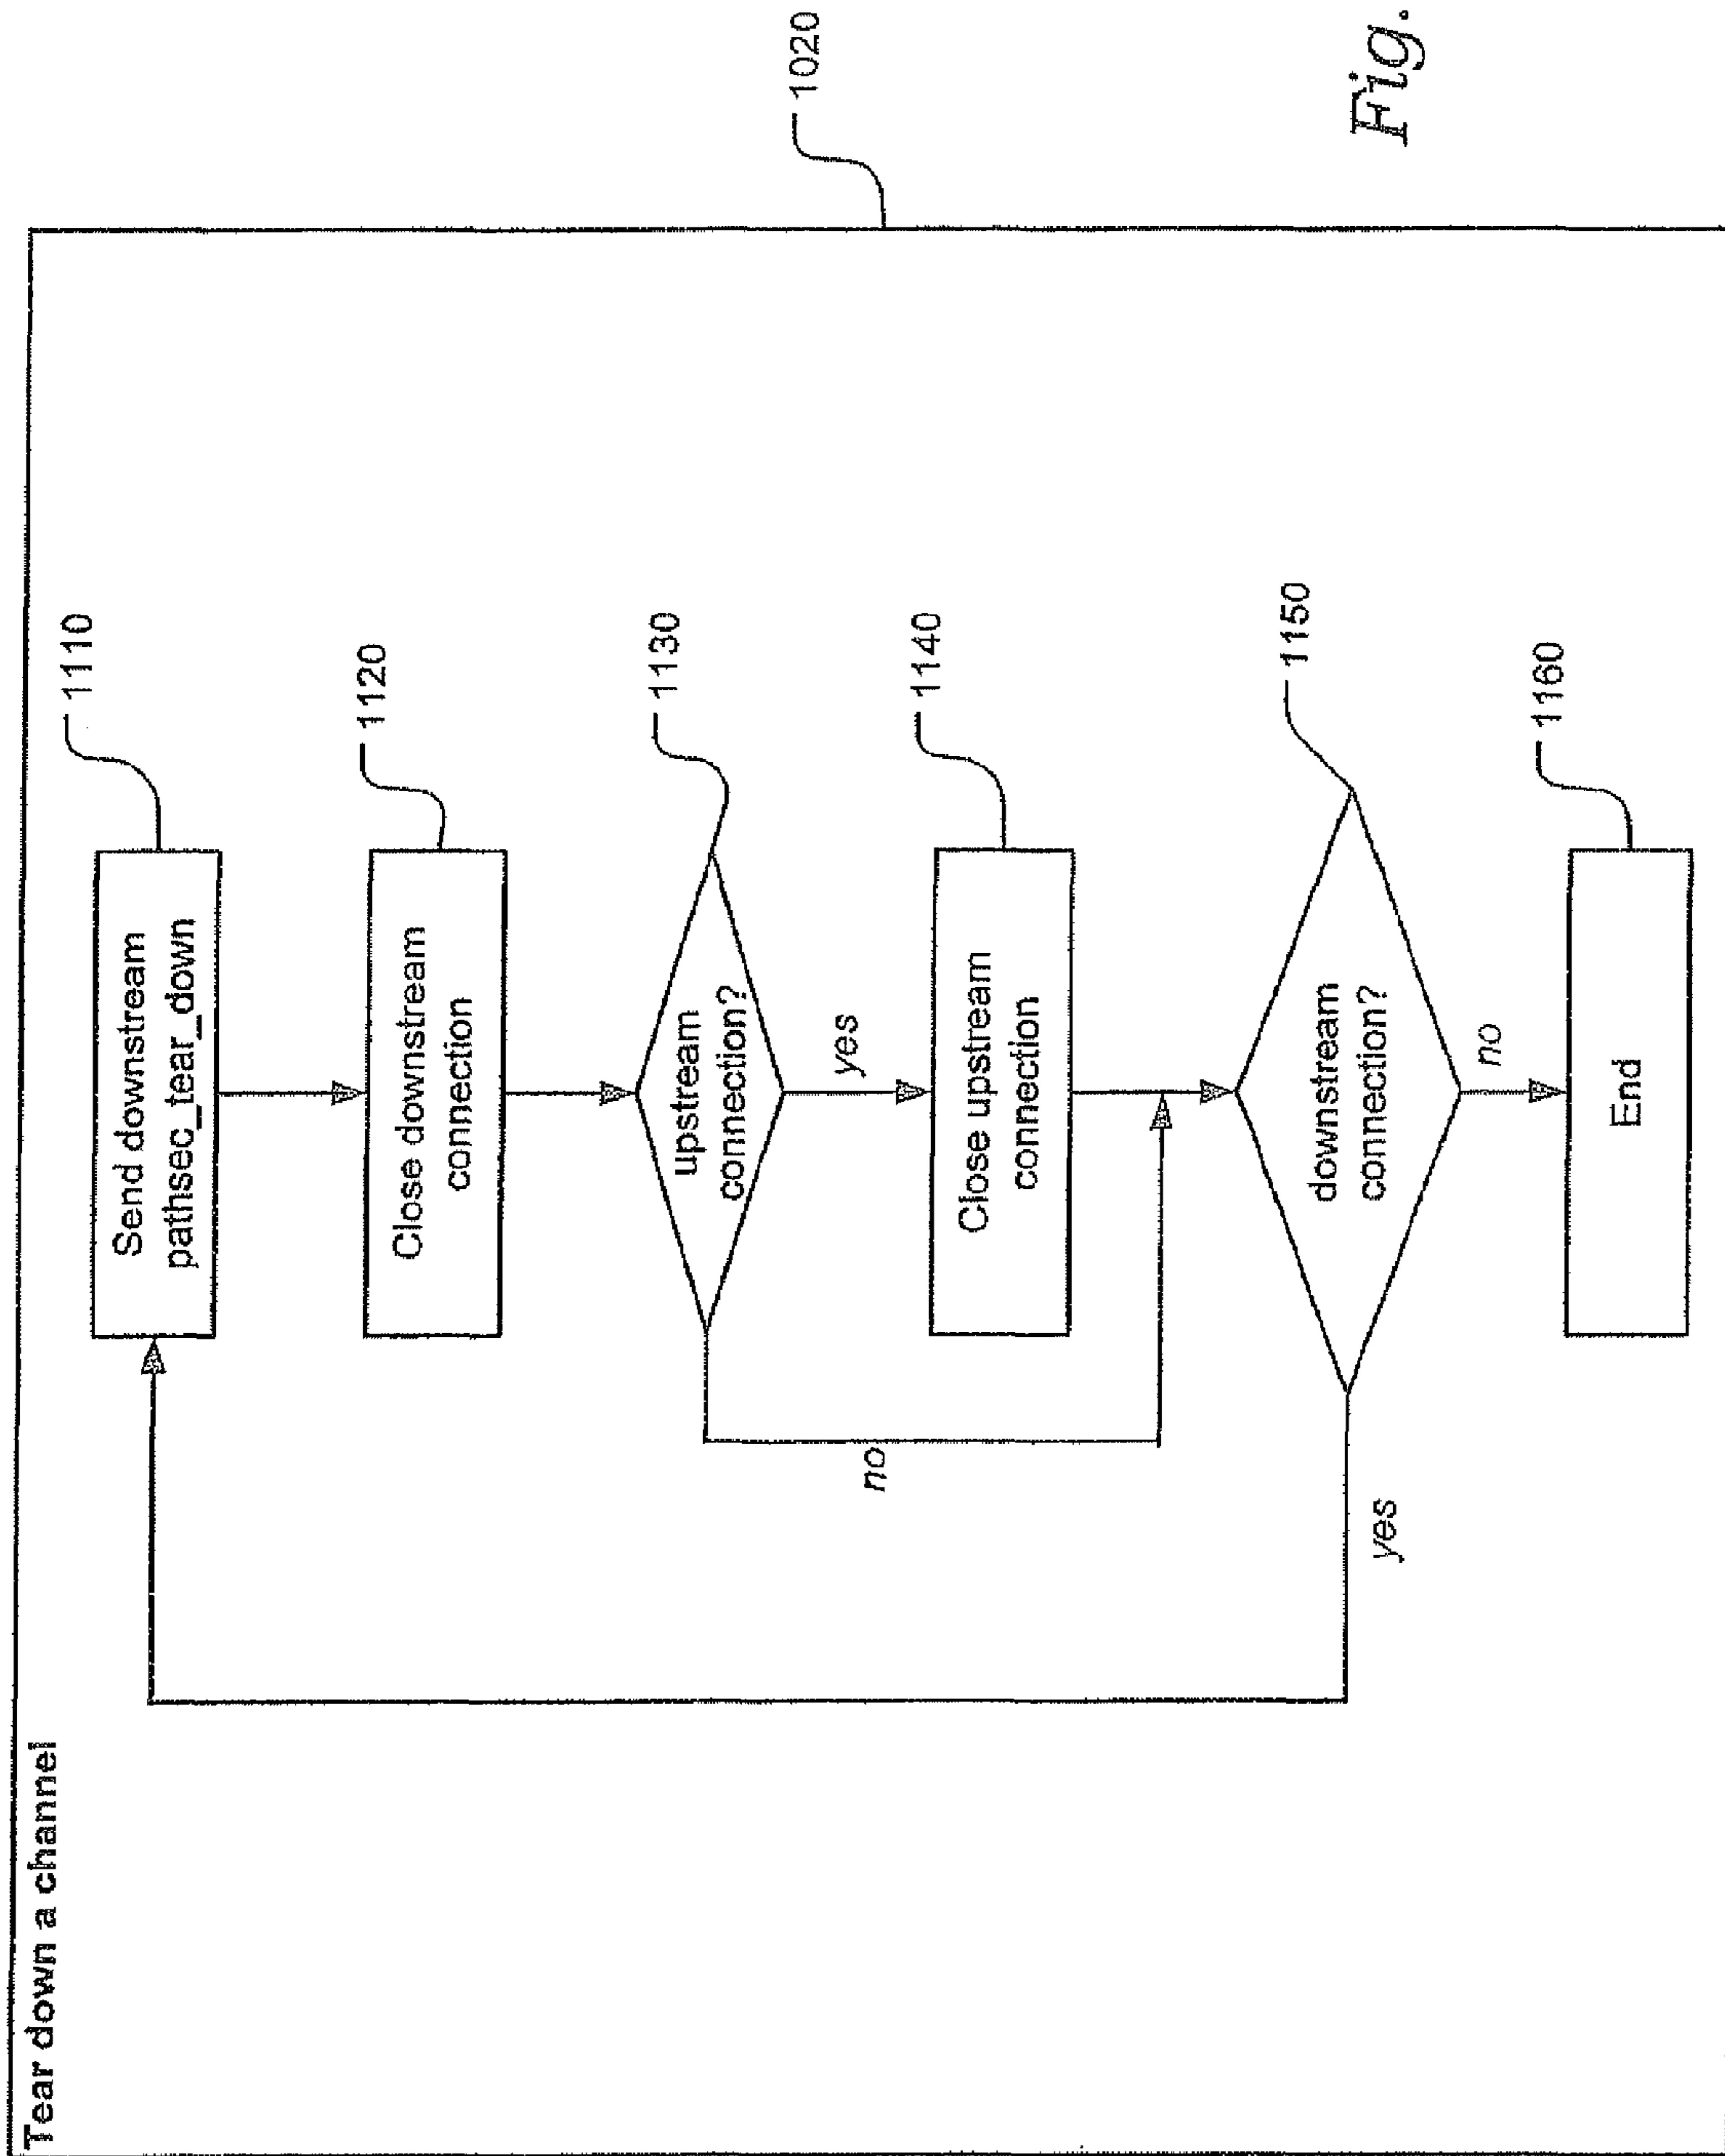 Tear down a channel
Send downstream
pathsec_tear_down
1110
Close downstream
connection
1120
upstream
connection?
1130
yes
no
Close upstream
connection
1140
downstream
connection?
1150
yes
no
End
1160
1020
Fig.